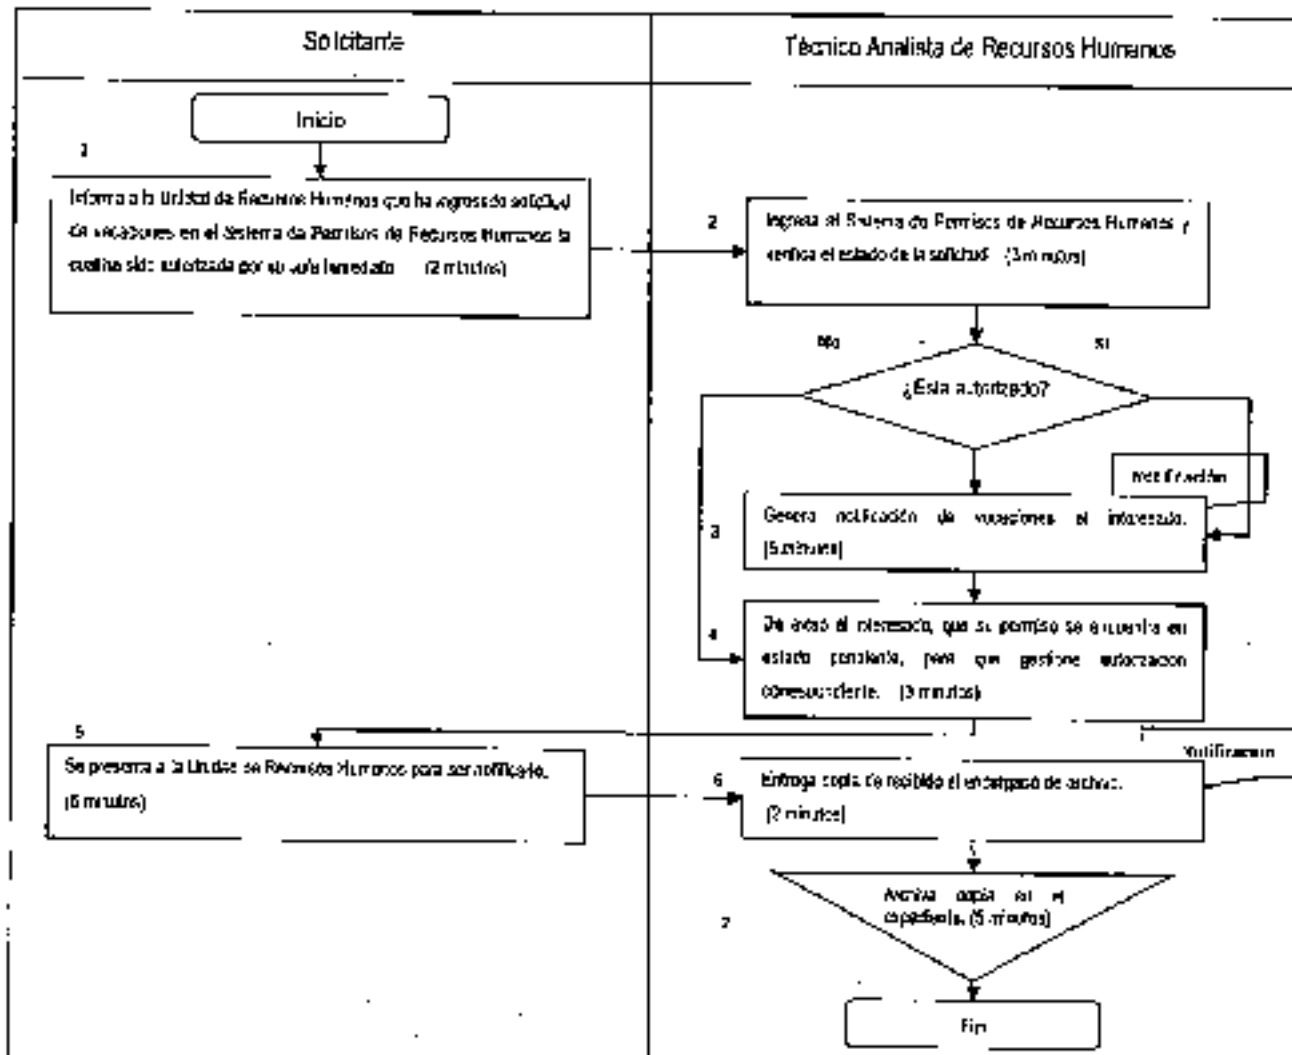 Solicitante
Técnico Analista de Recursos Humanos
Inicio
1
Informa a la Unidad de Recursos Humanos que ha ingresado solicitud
de vacaciones en el Sistema de Permisos de Recursos Humanos la
cual ha sido autorizada por su Jefe Inmediato (2 minutos)
2
Ingresa al Sistema de Permisos de Recursos Humanos y
verifica el estado de la solicitud (3 minutos)
No
SI
¿Esta autorizado?
notificación
3
Genera notificación de vacaciones al interesado.
(5 minutos)
4
Da aviso al interesado, que su permiso se encuentra en
estado pendiente, para que gestione autorización
correspondiente. (3 minutos)
5
Se presenta a la Unidad de Recursos Humanos para ser notificado.
(5 minutos)
Notificacion
6
Entrega copia de recibido al encargado de archivo.
(2 minutos)
7
Archiva copia en el
expediente. (5 minutos)
Fin